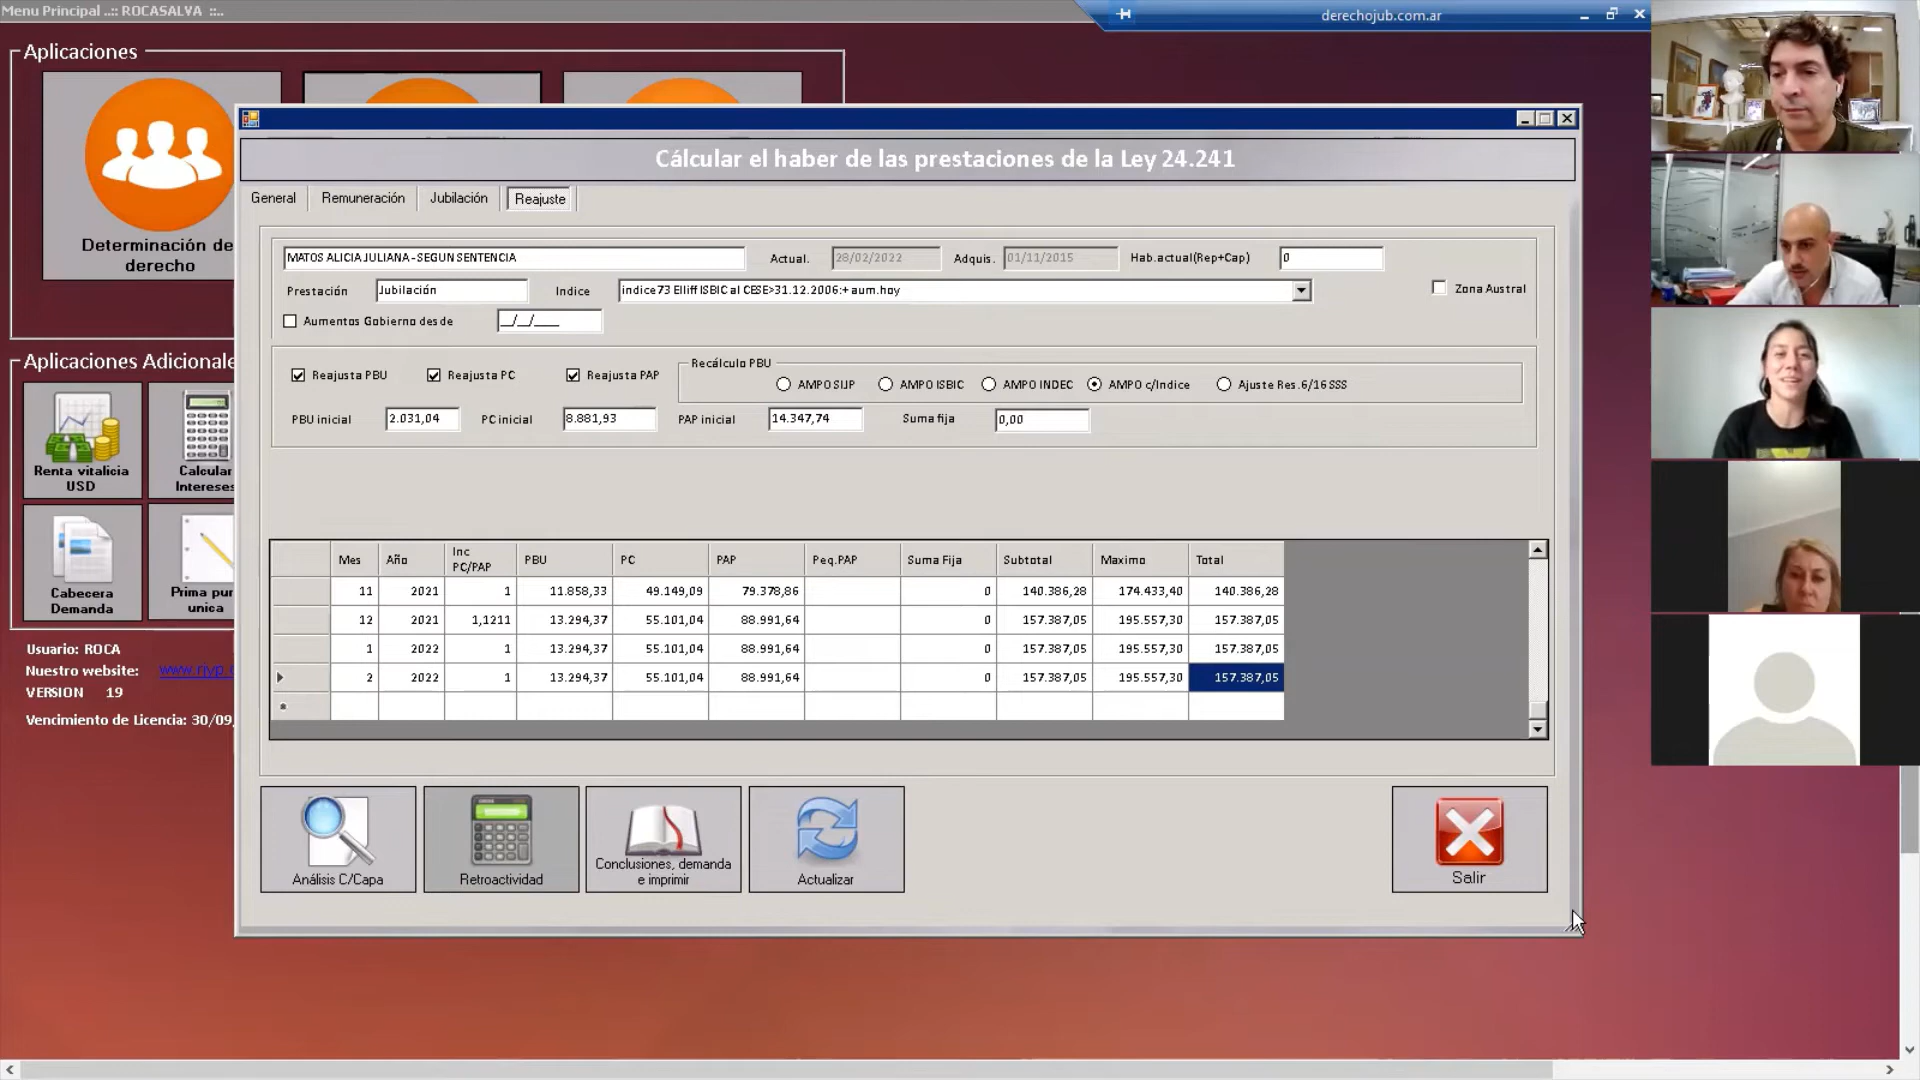 Menu Principal ..:: ROCASALVA ::..
derechojub.com.ar
Aplicaciones
Determinación de
derecho
Aplicaciones Adicionale
Renta vitalicia
USD
Calcular
Interese
Cabecera
Demanda
Prima pur
unica
Usuario: ROCA
Nuestro website:
VERSION 19
Vencimiento de Licencia: 30/09
Cálcular el haber de las prestaciones de la Ley 24.241
General Remuneración Jubilación Reajuste
MATOS ALICIA JULIANA - SEGUN SENTENCIA Actual. 28/02/2022 Adquis. 01/11/2015 Hab.actual(Rep+Cap) 0
Prestación Jubilación Indice indice73 Elliff ISBIC al CESE>31.12.2006:+ aum.hoy Zona Austral
Aumentos Gobierno desde __/__/____
Recálculo PBU
Reajusta PBU Reajusta PC Reajusta PAP AMPO SIJP AMPO ISBIC AMPO INDEC AMPO c/Indice Ajuste Res.6/16 SSS
PBU inicial 2.031,04 PC inicial 8.881,93 PAP inicial 14.347,74 Suma fija 0,00
Mes Año Inc PC/PAP PBU PC PAP Peq.PAP Suma Fija Subtotal Maximo Total
11 2021 1 11.858,33 49.149,09 79.378,86 0 140.386,28 174.433,40 140.386,28
12 2021 1,1211 13.294,37 55.101,04 88.991,64 0 157.387,05 195.557,30 157.387,05
1 2022 1 13.294,37 55.101,04 88.991,64 0 157.387,05 195.557,30 157.387,05
2 2022 1 13.294,37 55.101,04 88.991,64 0 157.387,05 195.557,30 157.387,05
Análisis C/Capa
Retroactividad
Conclusiones, demanda
e imprimir
Actualizar
Salir